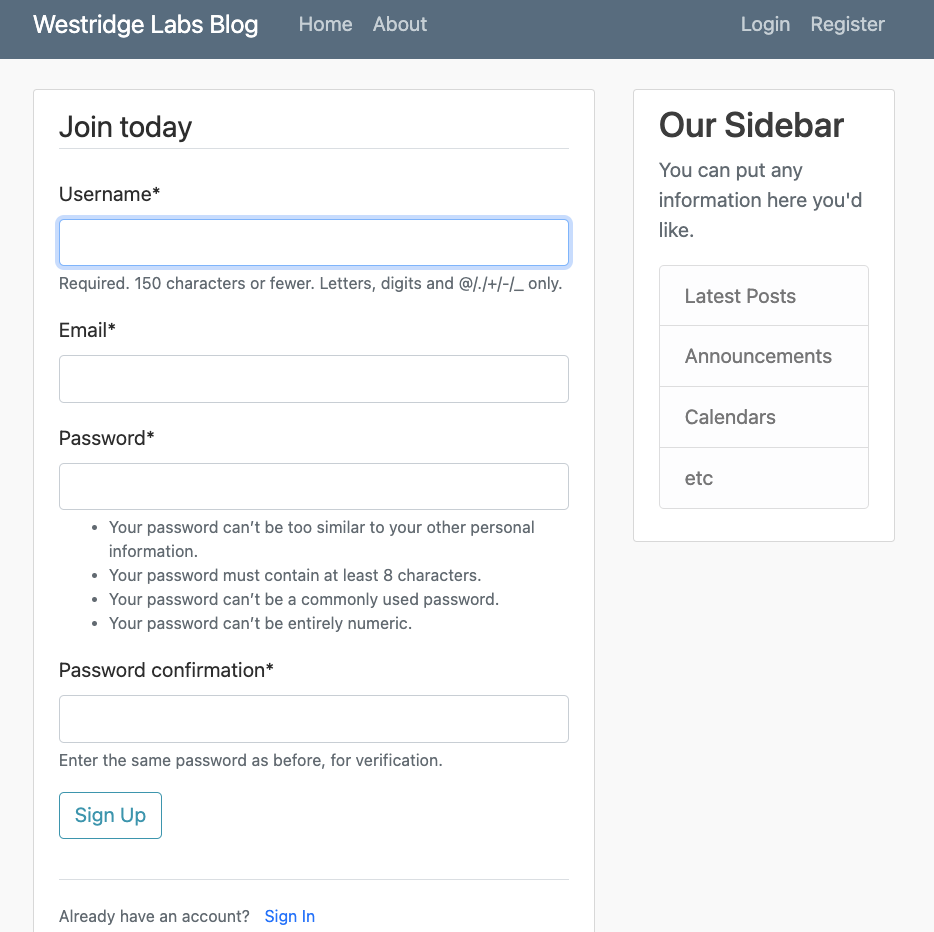 Westridge Labs Blog Home About Login Register
Join today
Username*
Required. 150 characters or fewer. Letters, digits and @/./+/-/_ only.
Email*
Password*
• Your password can’t be too similar to your other personal
information.
• Your password must contain at least 8 characters.
• Your password can’t be a commonly used password.
• Your password can’t be entirely numeric.
Password confirmation*
Enter the same password as before, for verification.
Sign Up
Already have an account? Sign In
Our Sidebar
You can put any
information here you'd
like.
Latest Posts
Announcements
Calendars
etc